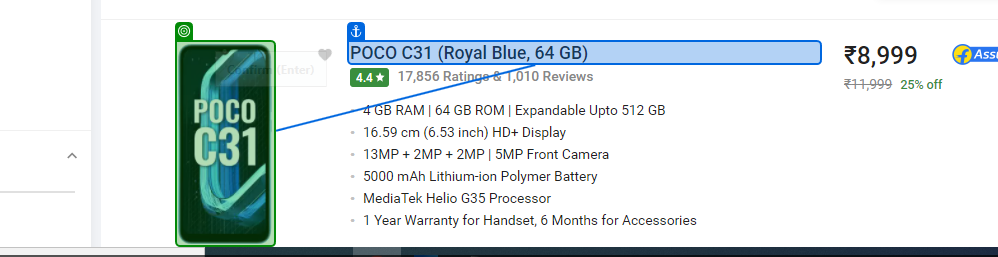 POCO C31 (Royal Blue, 64 GB)
₹8,999
Assu
Confirm (Enter)
4.4★ 17,856 Ratings & 1,010 Reviews
₹11,999 25% off
POCO
C31
4 GB RAM | 64 GB ROM | Expandable Upto 512 GB
16.59 cm (6.53 inch) HD+ Display
13MP + 2MP + 2MP | 5MP Front Camera
5000 mAh Lithium-ion Polymer Battery
MediaTek Helio G35 Processor
1 Year Warranty for Handset, 6 Months for Accessories